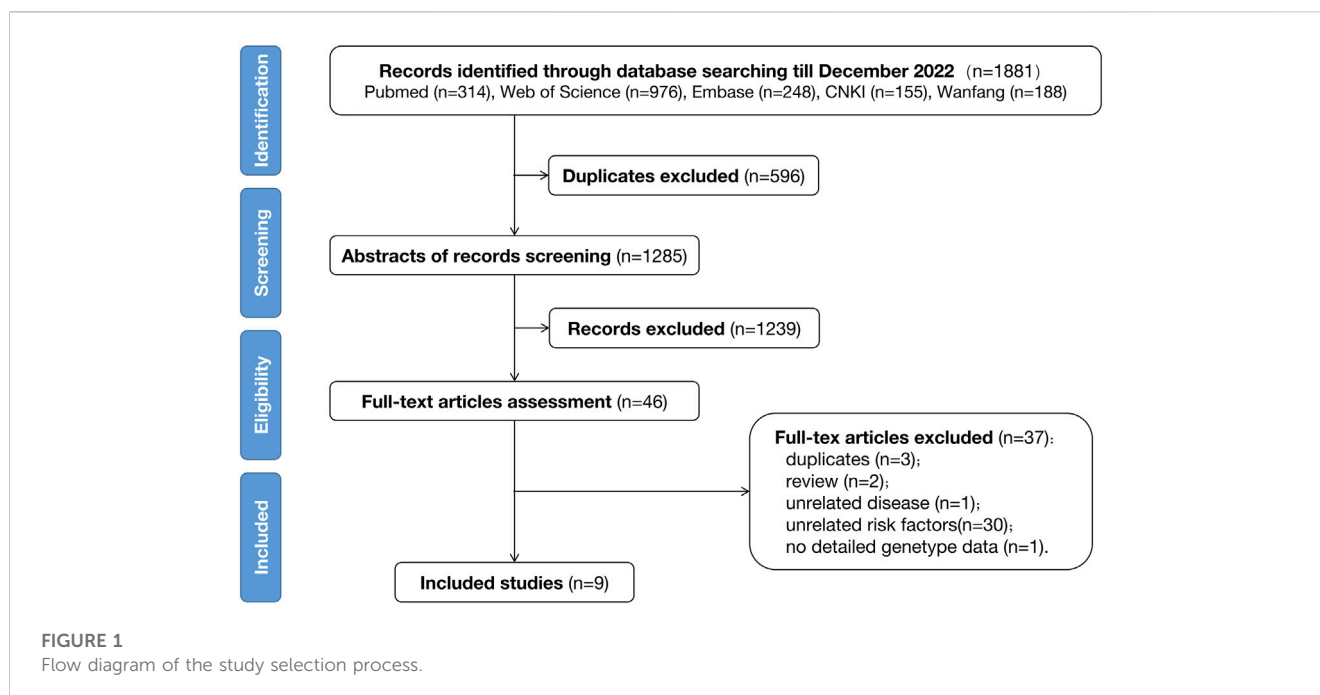 Identification
Records identified through database searching till December 2022 （n=1881）
Pubmed (n=314), Web of Science (n=976), Embase (n=248), CNKI (n=155), Wanfang (n=188)
Duplicates excluded (n=596)
Screening
Abstracts of records screening (n=1285)
Records excluded (n=1239)
Eligibility
Full-text articles assessment (n=46)
Full-tex articles excluded (n=37)：
duplicates (n=3)；
review (n=2)；
unrelated disease (n=1)；
unrelated risk factors(n=30)；
no detailed genotype data (n=1).
Included
Included studies (n=9)
FIGURE 1
Flow diagram of the study selection process.